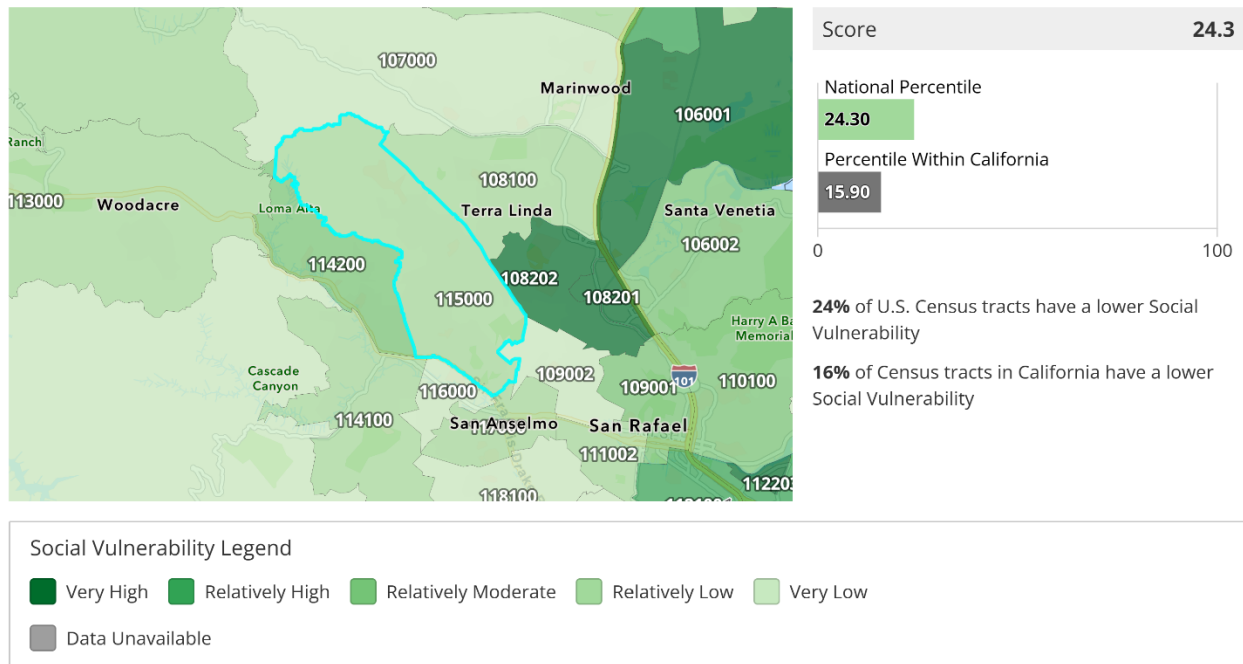 107000
Marinwood
106001
Rd
Ranch
108100
113000
Woodacre
Loma Alta
Terra Linda
Santa Venetia
106002
114200
108202
115000
108201
Harry A Ba
Memorial
Cascade
Canyon
116000
109002
109001
101
110100
114100
San Anselmo
San Rafael
111002
118100
112203
Score 24.3
National Percentile
24.30
Percentile Within California
15.90
0 100
24% of U.S. Census tracts have a lower Social
Vulnerability
16% of Census tracts in California have a lower
Social Vulnerability
Social Vulnerability Legend
Very High Relatively High Relatively Moderate Relatively Low Very Low
Data Unavailable